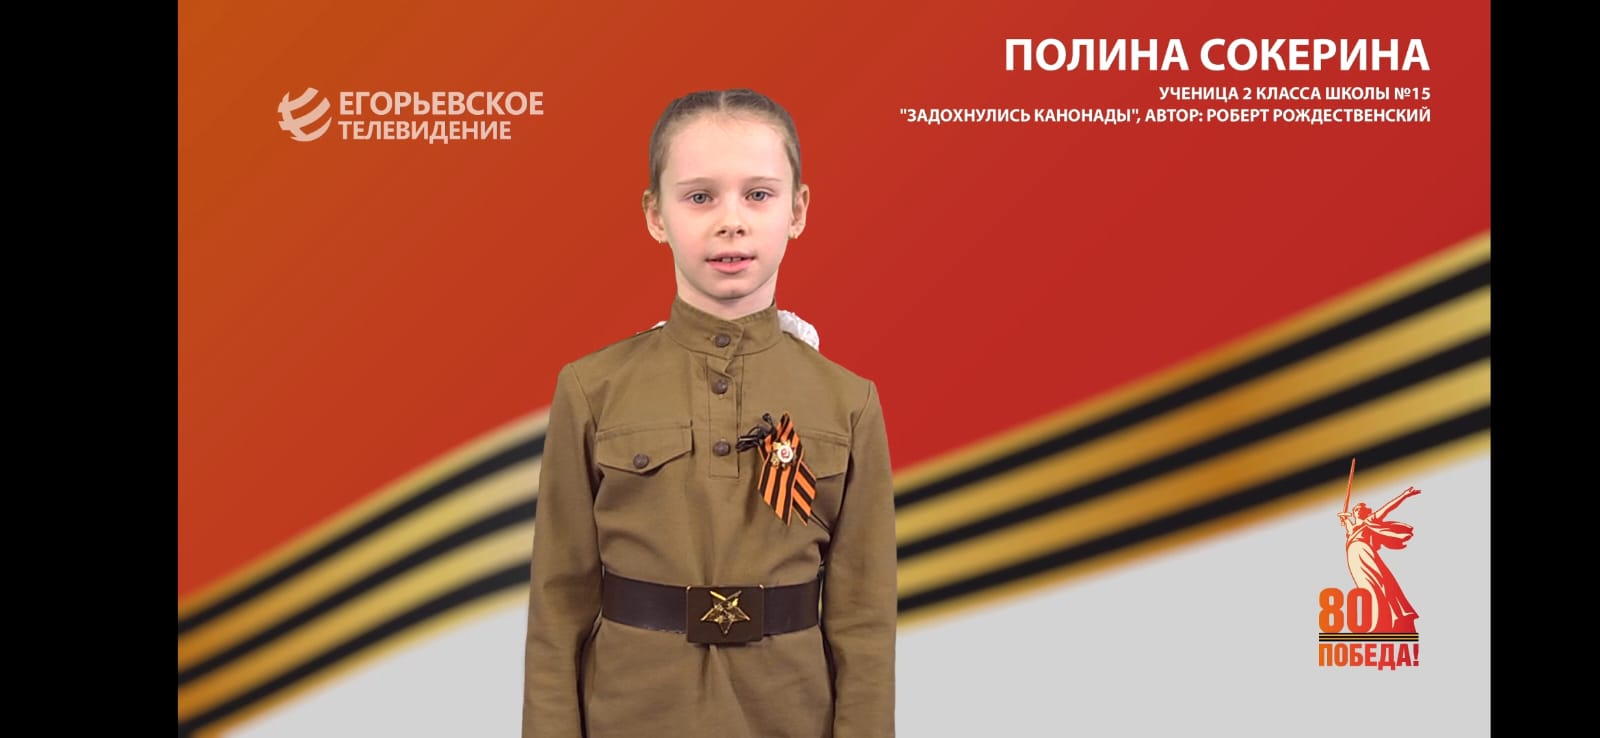 ПОЛИНА СОКЕРИНА
УЧЕНИЦА 2 КЛАССА ШКОЛЫ №15
"ЗАДОХНУЛИСЬ КАНОНАДЫ", АВТОР: РОБЕРТ РОЖДЕСТВЕНСКИЙ
ЕГОРЬЕВСКОЕ
ТЕЛЕВИДЕНИЕ
80
ПОБЕДА!